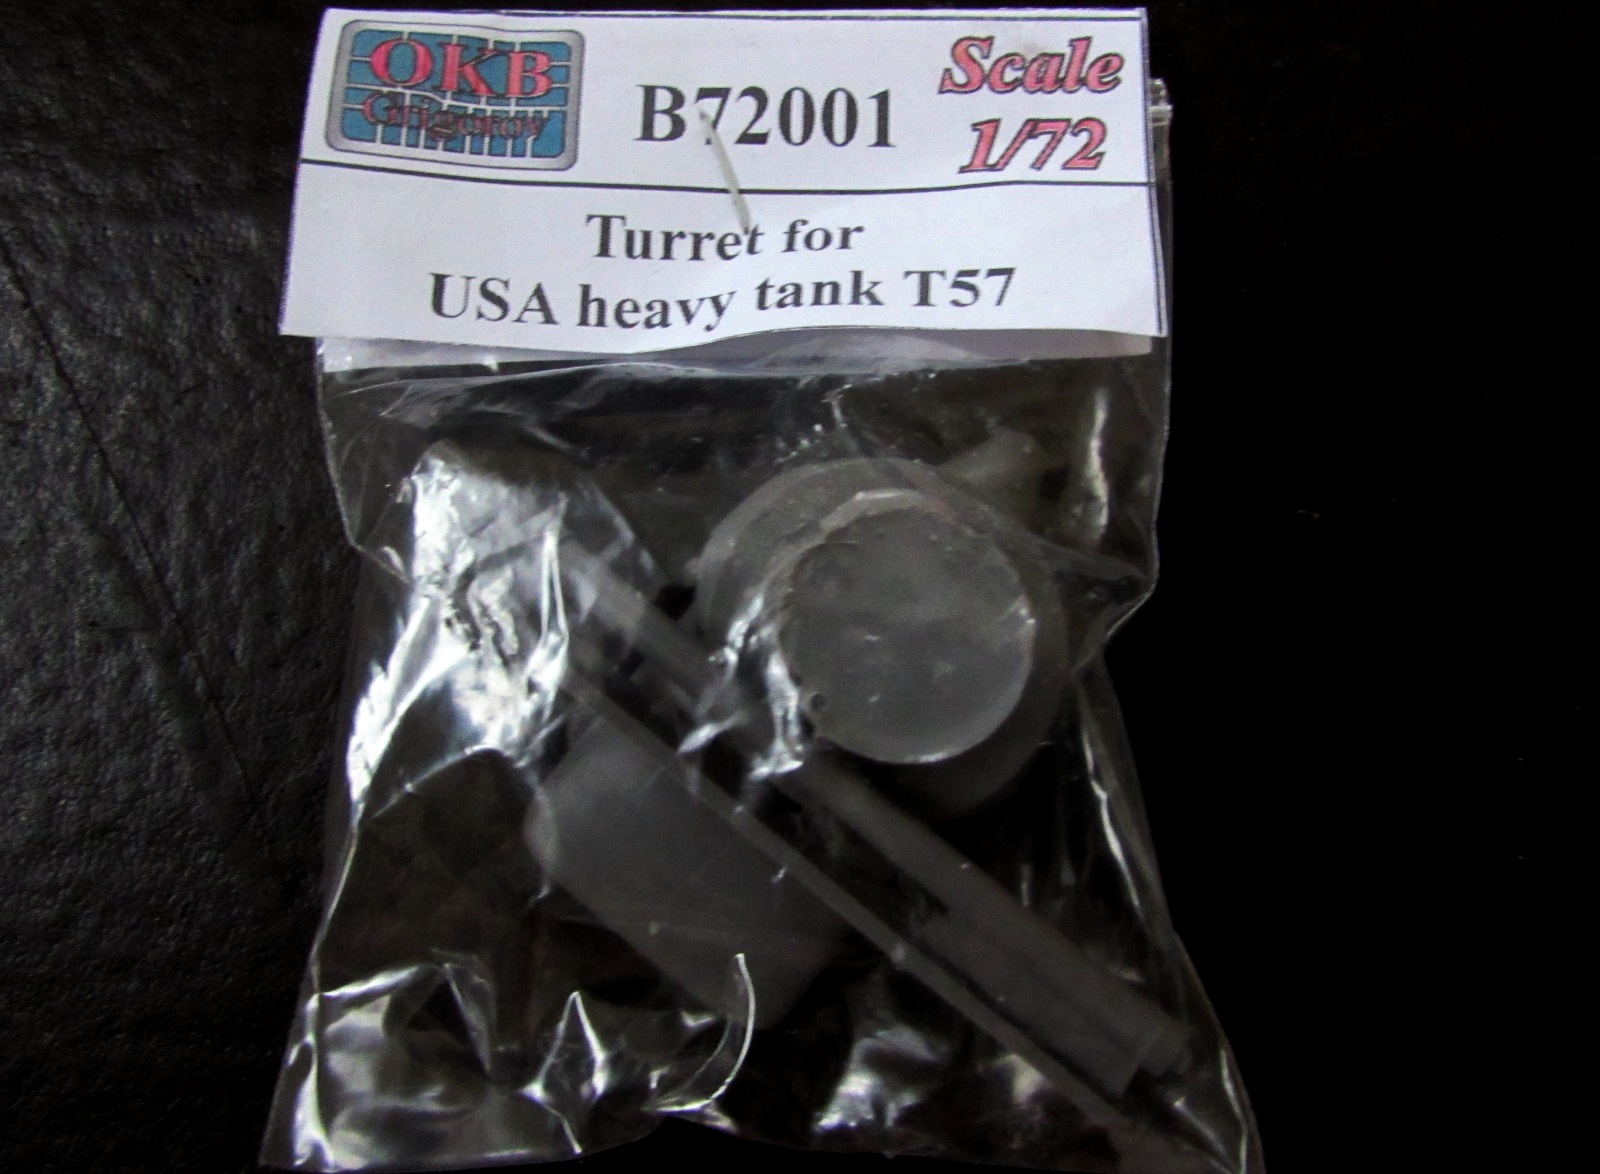 OKB
Grigorov
B72001
Scale
1/72
Turret for
USA heavy tank T57